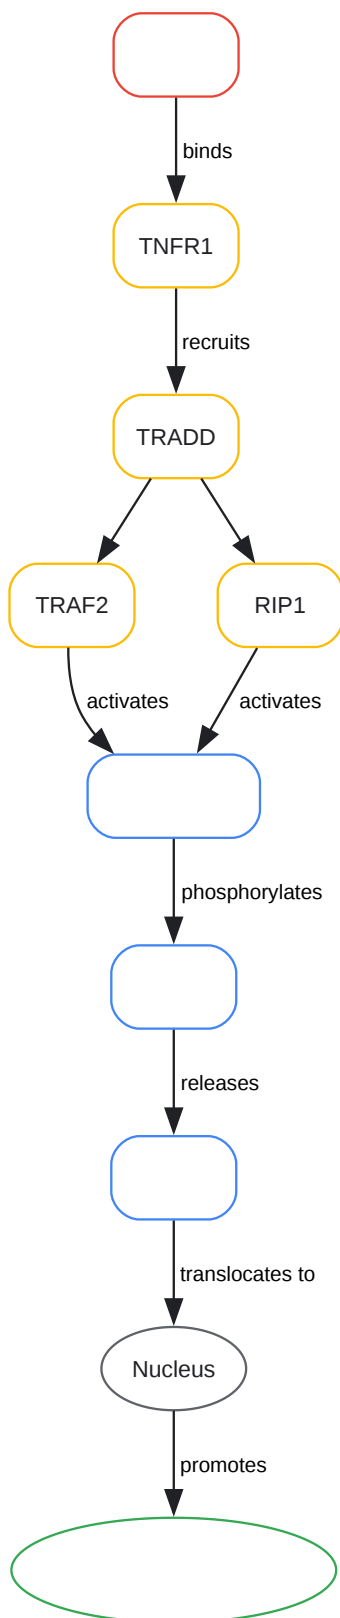 binds
TNFR1
recruits
TRADD
TRAF2
RIP1
activates
activates
phosphorylates
releases
translocates to
Nucleus
promotes